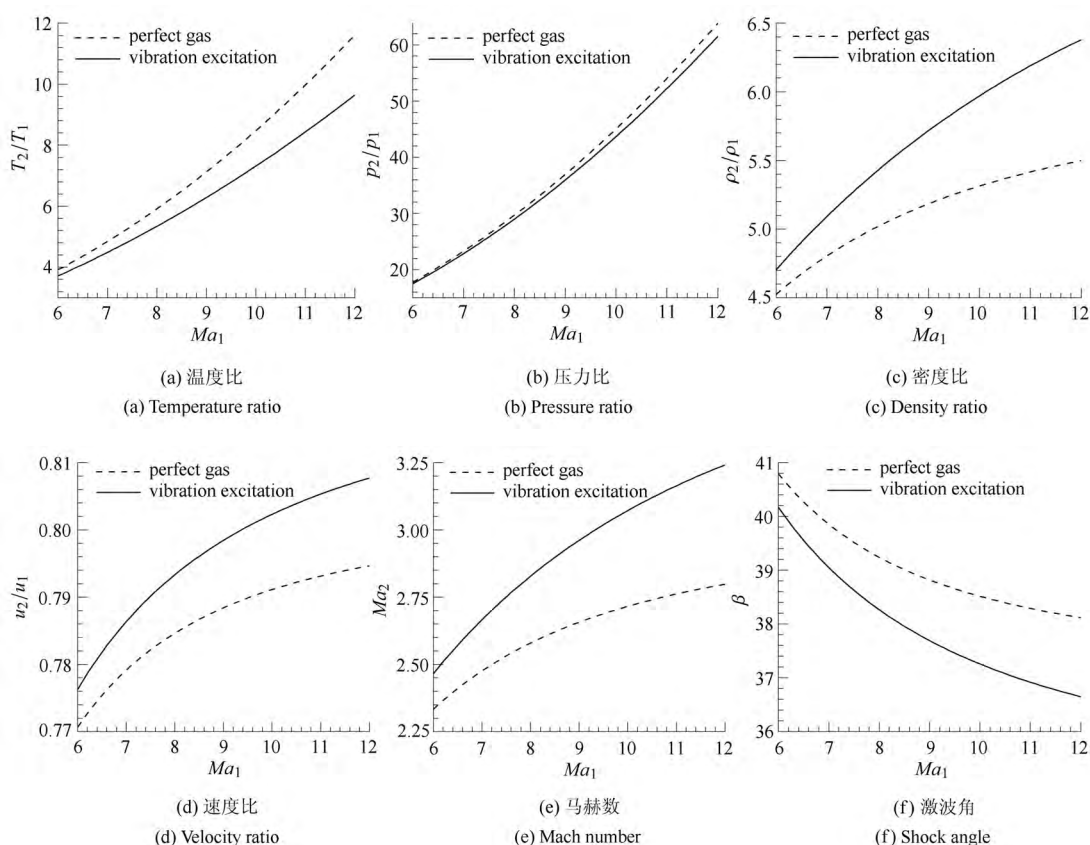 12
10
8
6
4
T₂/T₁
perfect gas
vibration excitation
6 7 8 9 10 11 12
Ma₁
(a) 温度比
(a) Temperature ratio
60
50
40
30
20
p₂/p₁
perfect gas
vibration excitation
6 7 8 9 10 11 12
Ma₁
(b) 压力比
(b) Pressure ratio
6.5
6.0
5.5
5.0
4.5
ρ₂/ρ₁
perfect gas
vibration excitation
6 7 8 9 10 11 12
Ma₁
(c) 密度比
(c) Density ratio
0.81
0.80
0.79
0.78
0.77
u₂/u₁
perfect gas
vibration excitation
6 7 8 9 10 11 12
Ma₁
(d) 速度比
(d) Velocity ratio
3.25
3.00
2.75
2.50
2.25
Ma₂
perfect gas
vibration excitation
6 7 8 9 10 11 12
Ma₁
(e) 马赫数
(e) Mach number
41
40
39
38
37
36
β
perfect gas
vibration excitation
6 7 8 9 10 11 12
Ma₁
(f) 激波角
(f) Shock angle